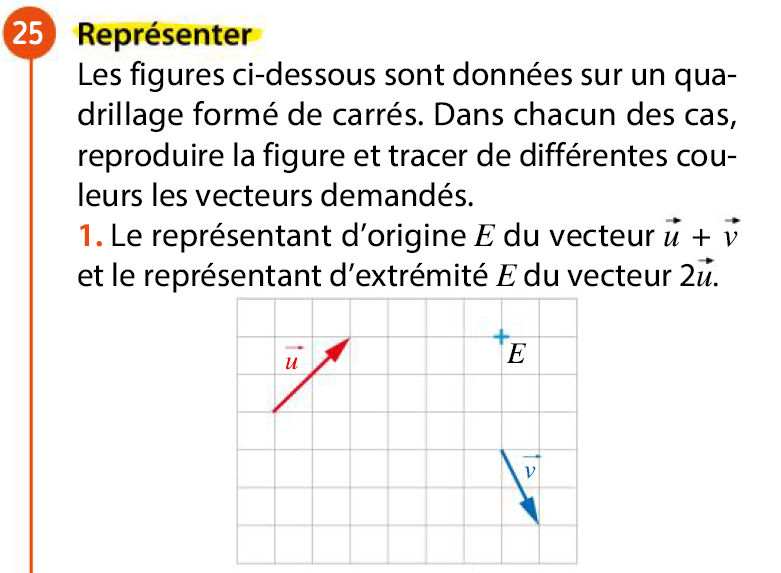 25 Représenter
Les figures ci-dessous sont données sur un qua-
drillage formé de carrés. Dans chacun des cas,
reproduire la figure et tracer de différentes cou-
leurs les vecteurs demandés.
1. Le représentant d’origine E du vecteur u⃗ + v⃗
et le représentant d’extrémité E du vecteur 2u⃗.
u⃗
E
v⃗